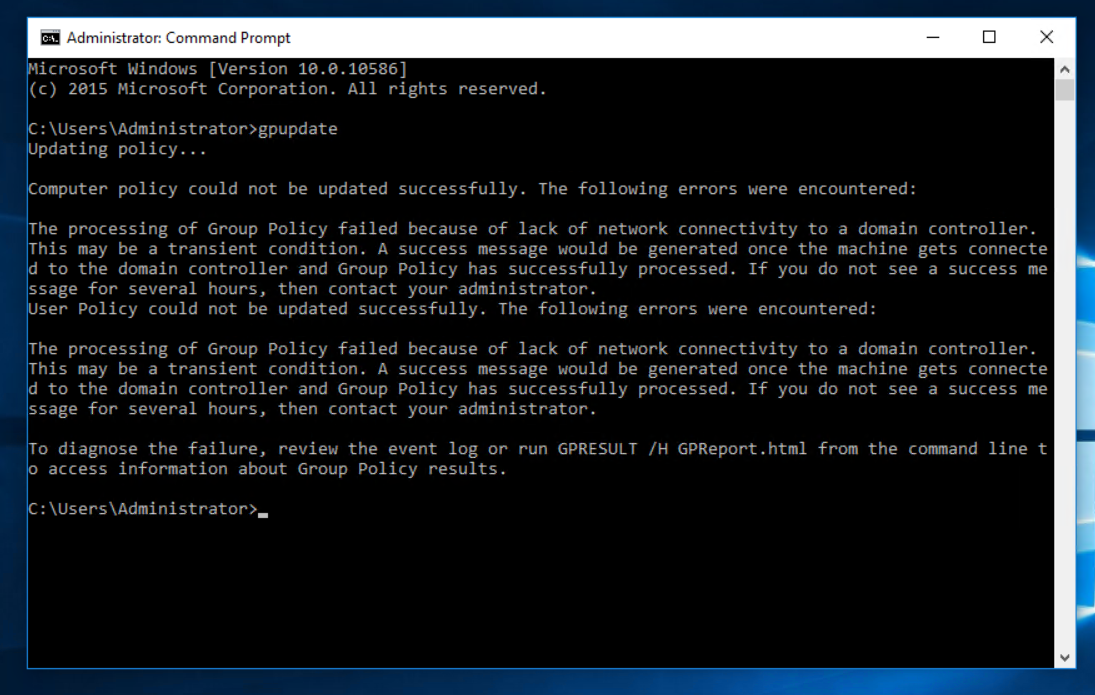 Administrator: Command Prompt
Microsoft Windows [Version 10.0.10586]
(c) 2015 Microsoft Corporation. All rights reserved.
C:\Users\Administrator>gpupdate
Updating policy...
Computer policy could not be updated successfully. The following errors were encountered:
The processing of Group Policy failed because of lack of network connectivity to a domain controller.
This may be a transient condition. A success message would be generated once the machine gets connecte
d to the domain controller and Group Policy has successfully processed. If you do not see a success me
ssage for several hours, then contact your administrator.
User Policy could not be updated successfully. The following errors were encountered:
The processing of Group Policy failed because of lack of network connectivity to a domain controller.
This may be a transient condition. A success message would be generated once the machine gets connecte
d to the domain controller and Group Policy has successfully processed. If you do not see a success me
ssage for several hours, then contact your administrator.
To diagnose the failure, review the event log or run GPRESULT /H GPReport.html from the command line t
o access information about Group Policy results.
C:\Users\Administrator>